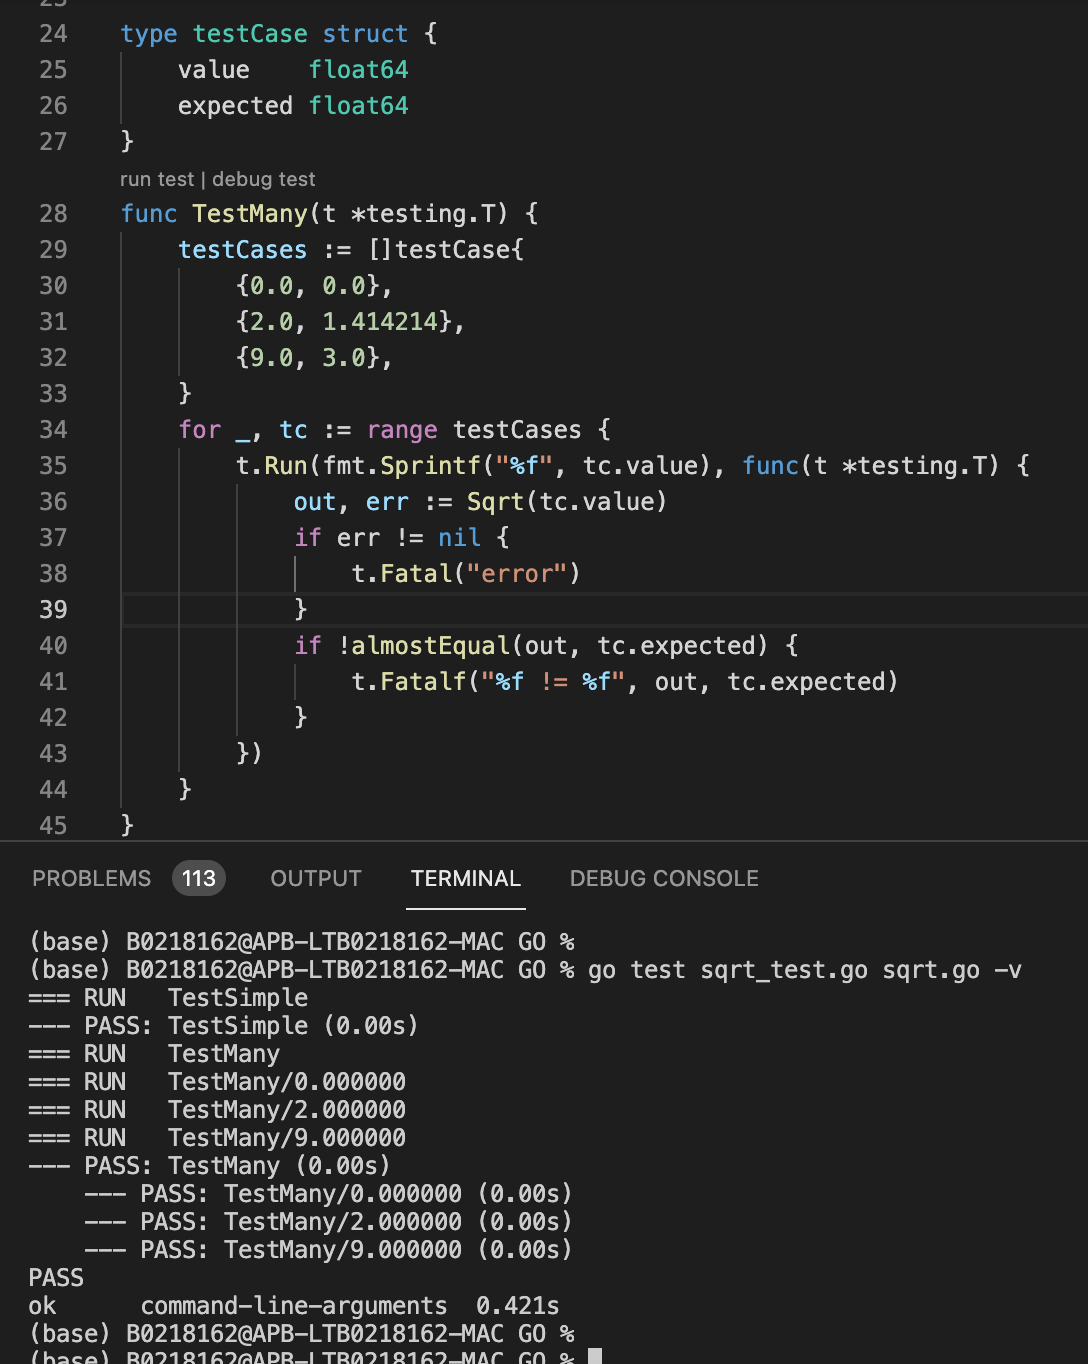 23
24 type testCase struct {
25 value float64
26 expected float64
27 }
run test | debug test
28 func TestMany(t *testing.T) {
29 testCases := []testCase{
30 {0.0, 0.0},
31 {2.0, 1.414214},
32 {9.0, 3.0},
33 }
34 for _, tc := range testCases {
35 t.Run(fmt.Sprintf("%f", tc.value), func(t *testing.T) {
36 out, err := Sqrt(tc.value)
37 if err != nil {
38 t.Fatal("error")
39 }
40 if !almostEqual(out, tc.expected) {
41 t.Fatalf("%f != %f", out, tc.expected)
42 }
43 })
44 }
45 }
PROBLEMS 113 OUTPUT TERMINAL DEBUG CONSOLE
(base) B0218162@APB-LTB0218162-MAC GO %
(base) B0218162@APB-LTB0218162-MAC GO % go test sqrt_test.go sqrt.go -v
=== RUN TestSimple
--- PASS: TestSimple (0.00s)
=== RUN TestMany
=== RUN TestMany/0.000000
=== RUN TestMany/2.000000
=== RUN TestMany/9.000000
--- PASS: TestMany (0.00s)
--- PASS: TestMany/0.000000 (0.00s)
--- PASS: TestMany/2.000000 (0.00s)
--- PASS: TestMany/9.000000 (0.00s)
PASS
ok command-line-arguments 0.421s
(base) B0218162@APB-LTB0218162-MAC GO %
(base) B0218162@APB-LTB0218162-MAC GO %